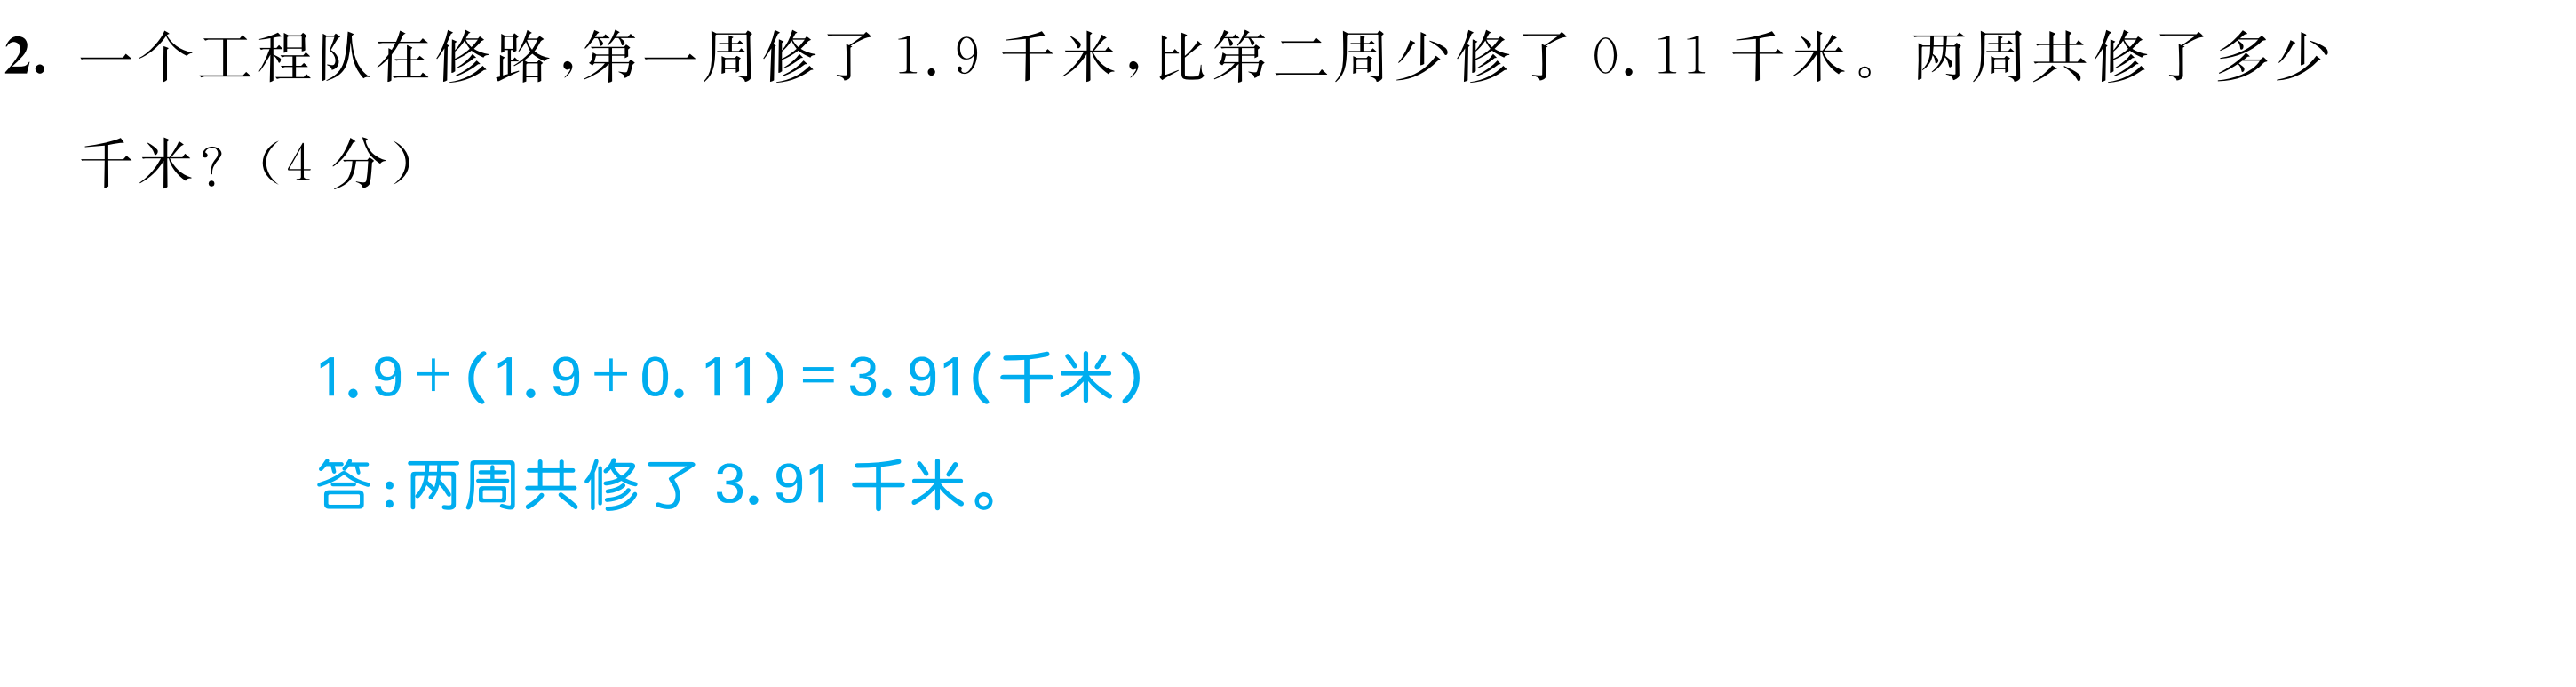 2. 一个工程队在修路,第一周修了 1.9 千米,比第二周少修了 0.11 千米。两周共修了多少
千米?(4 分)
1.9+(1.9+0.11)=3.91(千米)
答:两周共修了 3.91 千米。